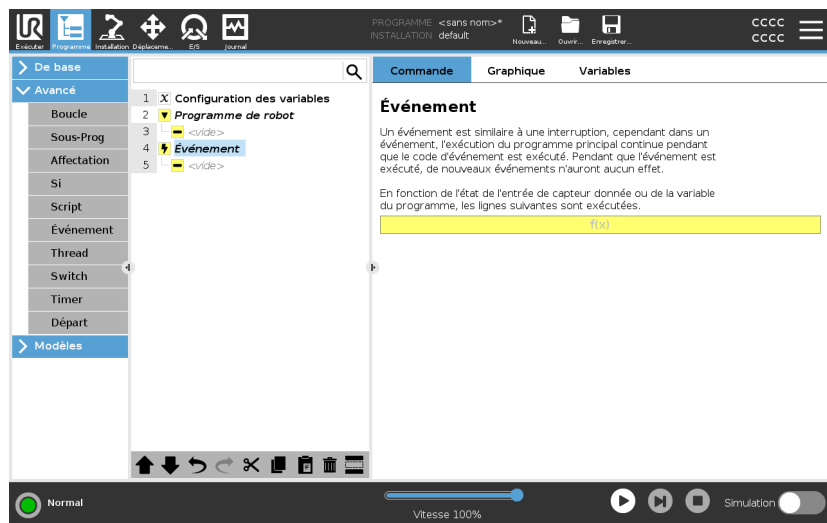 PROGRAMME <sans nom>*
INSTALLATION default
CCCC
CCCC
Exécuter Programme Installation Déplaceme... E/S Journal
Nouveau... Ouvrir... Enregistrer...
De base
Avancé
Boucle
Sous-Prog
Affectation
Si
Script
Événement
Thread
Switch
Timer
Départ
Modèles
1 X Configuration des variables
2 Programme de robot
3 <vide>
4 Événement
5 <vide>
Commande Graphique Variables
Événement
Un événement est similaire à une interruption, cependant dans un
événement, l'exécution du programme principal continue pendant
que le code d'événement est exécuté. Pendant que l'événement est
exécuté, de nouveaux événements n'auront aucun effet.
En fonction de l'état de l'entrée de capteur donnée ou de la variable
du programme, les lignes suivantes sont exécutées.
f(x)
Normal
Vitesse 100%
Simulation